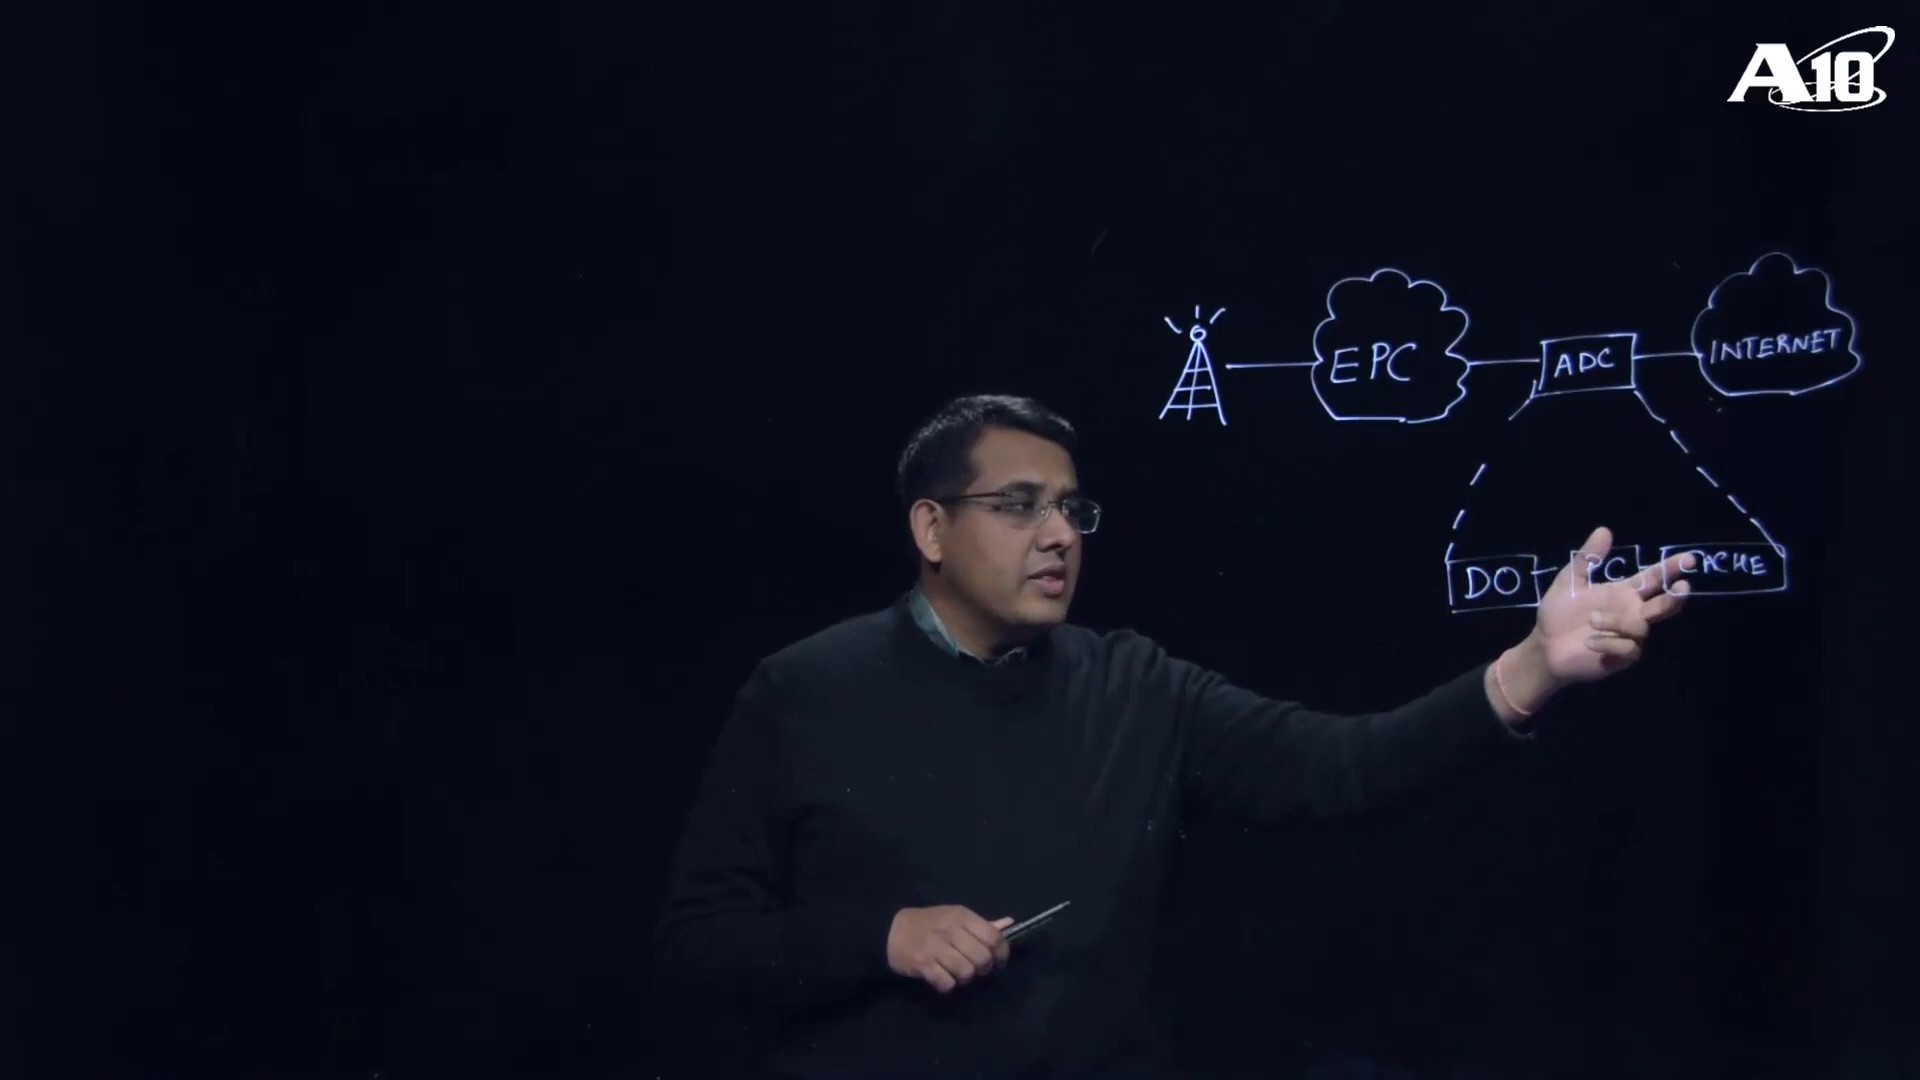 A10
EPC
ADC
INTERNET
DO
PC
CACHE